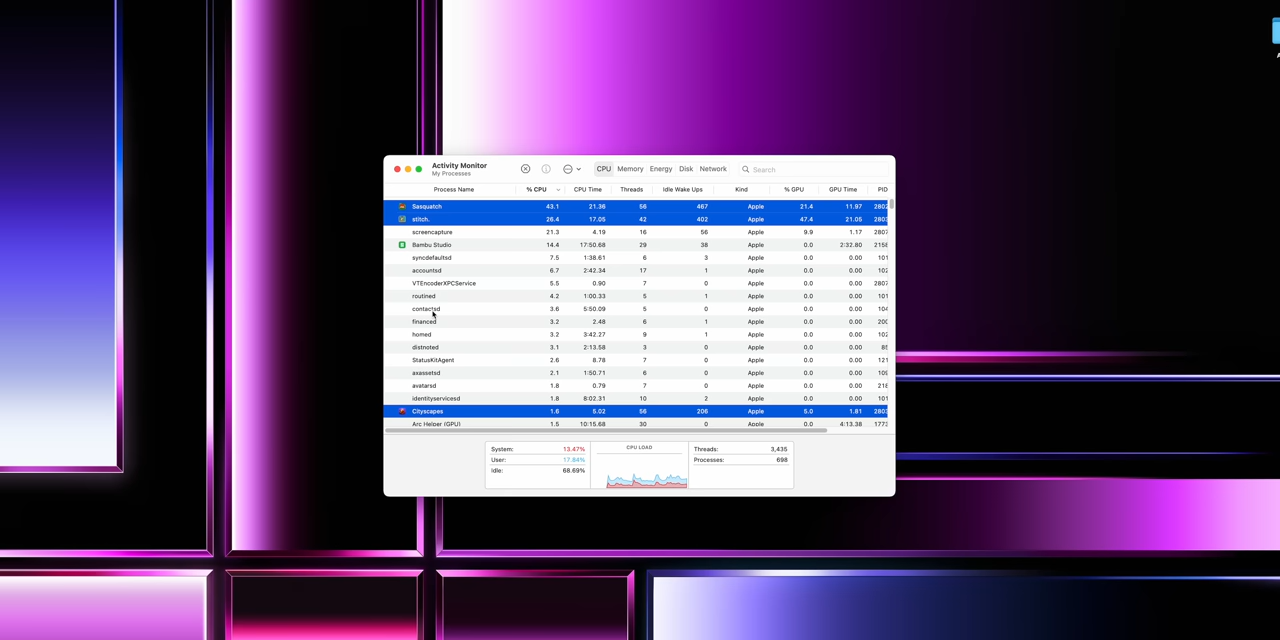 Activity Monitor
My Processes
CPU Memory Energy Disk Network Search
Process Name % CPU CPU Time Threads Idle Wake Ups Kind % GPU GPU Time PID
Sasquatch 43.1 21.36 56 467 Apple 21.4 11.97
stitch. 26.4 17.05 42 402 Apple 47.4 21.05
screencapture 21.3 4.19 16 56 Apple 9.9 1.17
Bambu Studio 14.4 17:50.68 29 38 Apple 0.0 2:32.80
syncdefaultsd 7.5 1:38.61 6 3 Apple 0.0 0.00
accountsd 6.7 2:42.34 17 1 Apple 0.0 0.00
VTEncoderXPCService 5.5 0.90 7 0 Apple 0.0 0.00
routined 4.2 1:00.33 5 1 Apple 0.0 0.00
contactsd 3.6 5:50.09 5 0 Apple 0.0 0.00
financed 3.2 2.48 6 1 Apple 0.0 0.00
homed 3.2 3:42.27 9 1 Apple 0.0 0.00
distnoted 3.1 2:13.58 3 0 Apple 0.0 0.00
StatusKitAgent 2.6 8.78 7 0 Apple 0.0 0.00
axassetsd 2.1 1:50.71 6 0 Apple 0.0 0.00
avatarsd 1.8 0.79 7 0 Apple 0.0 0.00
identityservicesd 1.8 6:02.31 10 2 Apple 0.0 0.00
Cityscapes 1.6 5.02 56 206 Apple 5.0 1.81
Arc Helper (GPU) 1.5 10:15.68 30 0 Apple 0.0 4:13.38
System: 13.47%
User: 17.84%
Idle: 68.69%
CPU LOAD
Threads: 3,435
Processes: 698